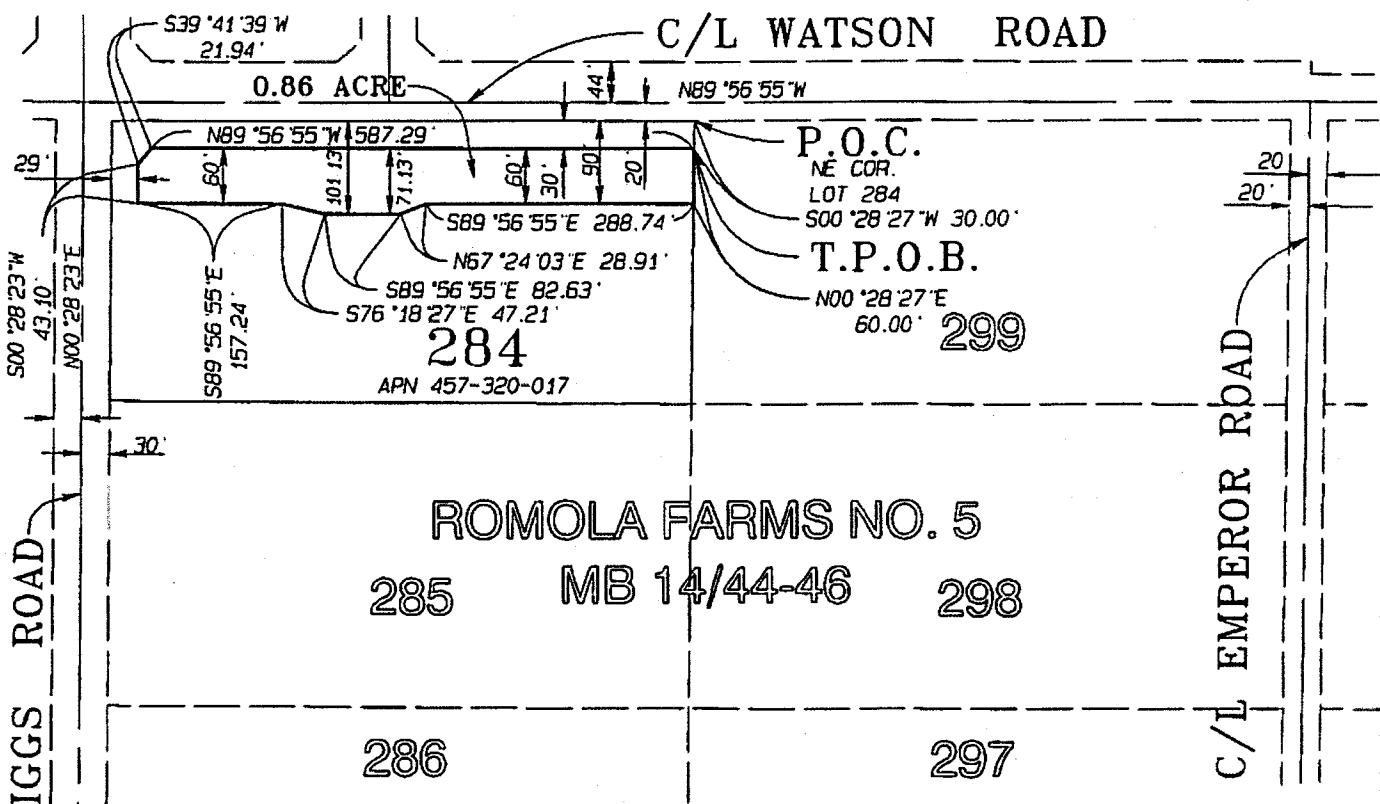 S39°41'39"W
21.94'
C/L WATSON ROAD
0.86 ACRE
44'
N89°56'55"W
N89°56'55"W 587.29'
P.O.C.
NE COR.
LOT 284
S00°28'27"W 30.00'
T.P.O.B.
N00°28'27"E
60.00'
29'
60'
101.13'
71.13'
60'
30'
90'
20'
20
20'
S89°56'55"E 288.74'
N67°24'03"E 28.91'
S89°56'55"E 82.63'
S76°18'27"E 47.21'
S00°28'23"W
43.10'
N00°28'23"E
S89°56'55"E
157.24'
284
APN 457-320-017
299
30'
ROMOLA FARMS NO. 5
MB 14/44-46
285
298
286
297
IGGS ROAD
C/L EMPEROR ROAD